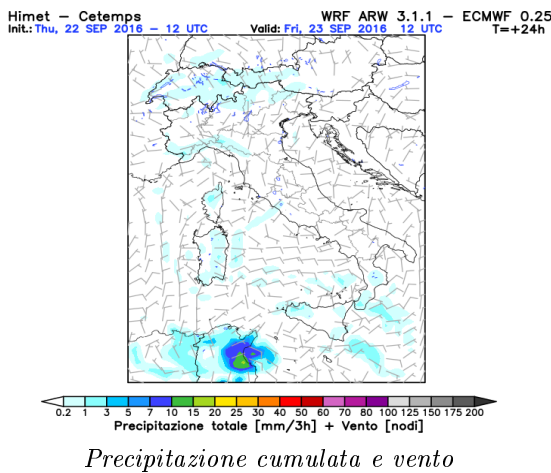 Himet – Cetemps WRF ARW 3.1.1 – ECMWF 0.25
Init.: Thu, 22 SEP 2016 – 12 UTC Valid: Fri, 23 SEP 2016 12 UTC T=+24h
0.2 1 3 5 7 10 15 20 25 30 40 50 60 70 80 100 125 150 175 200
Precipitazione totale [mm/3h] + Vento [nodi]
Precipitazione cumulata e vento